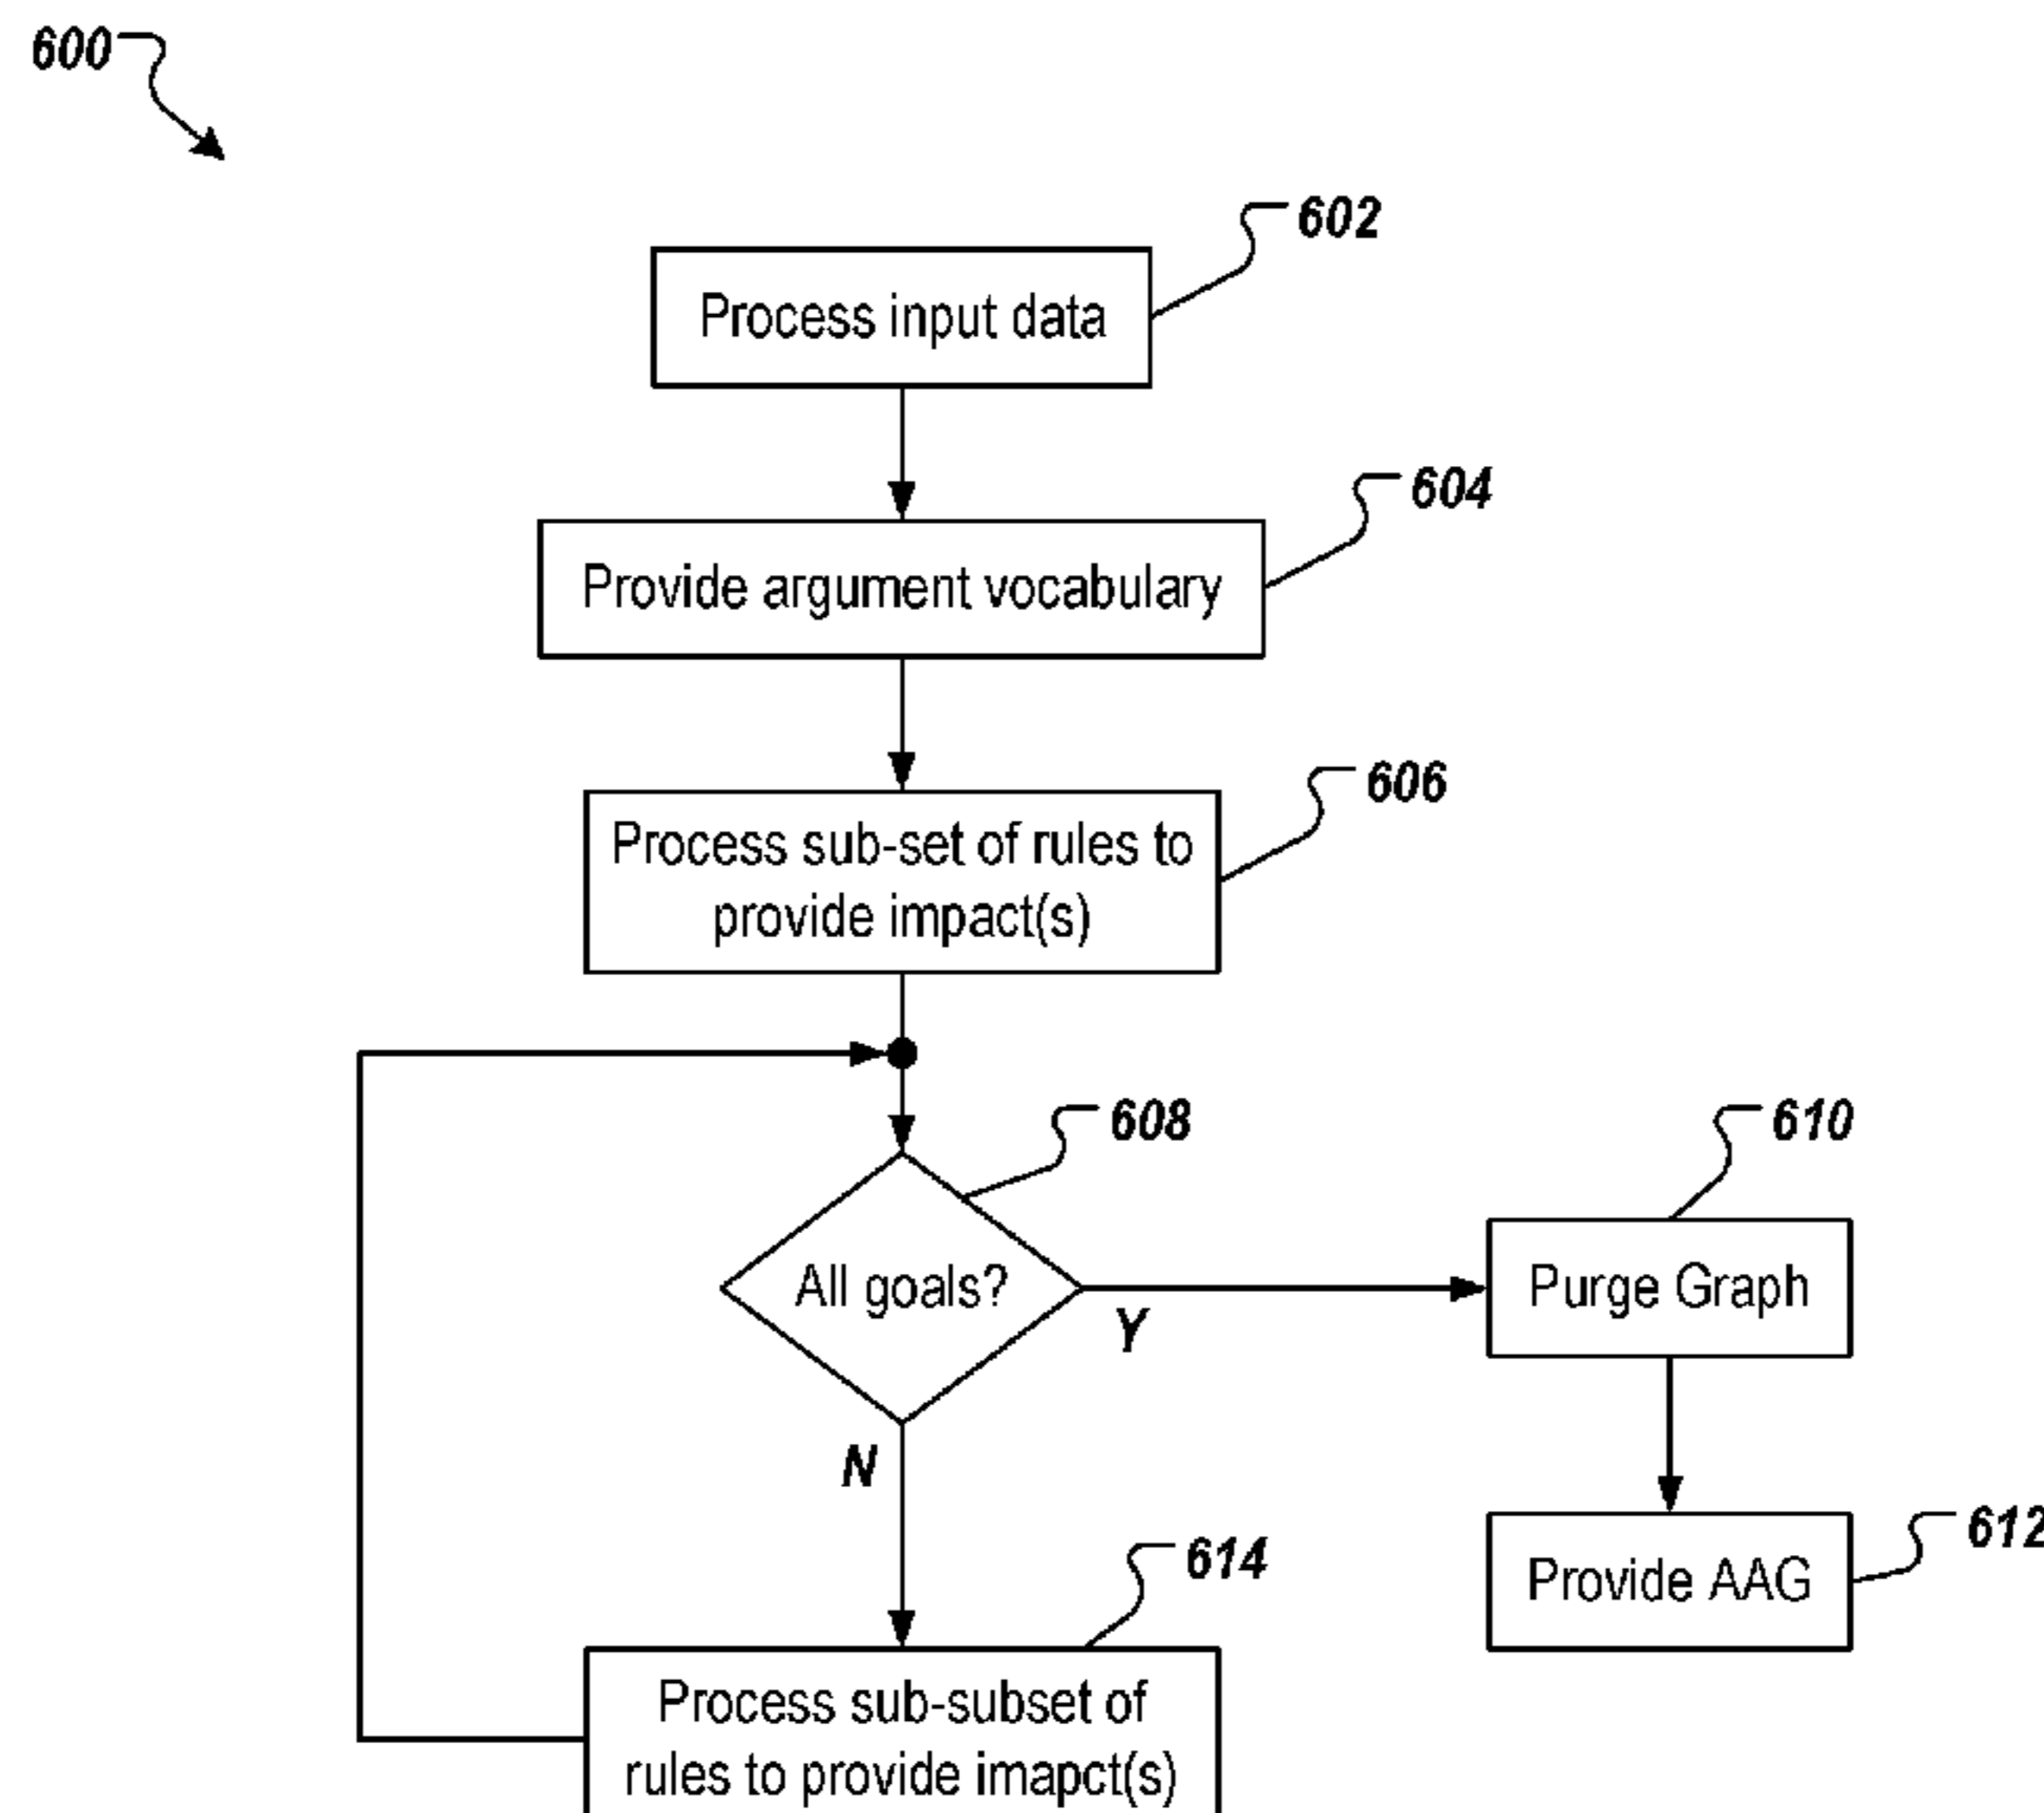 600
602
Process input data
604
Provide argument vocabulary
606
Process sub-set of rules to
provide impact(s)
608
610
All goals?
Y
Purge Graph
N
612
614
Provide AAG
Process sub-subset of
rules to provide imapct(s)